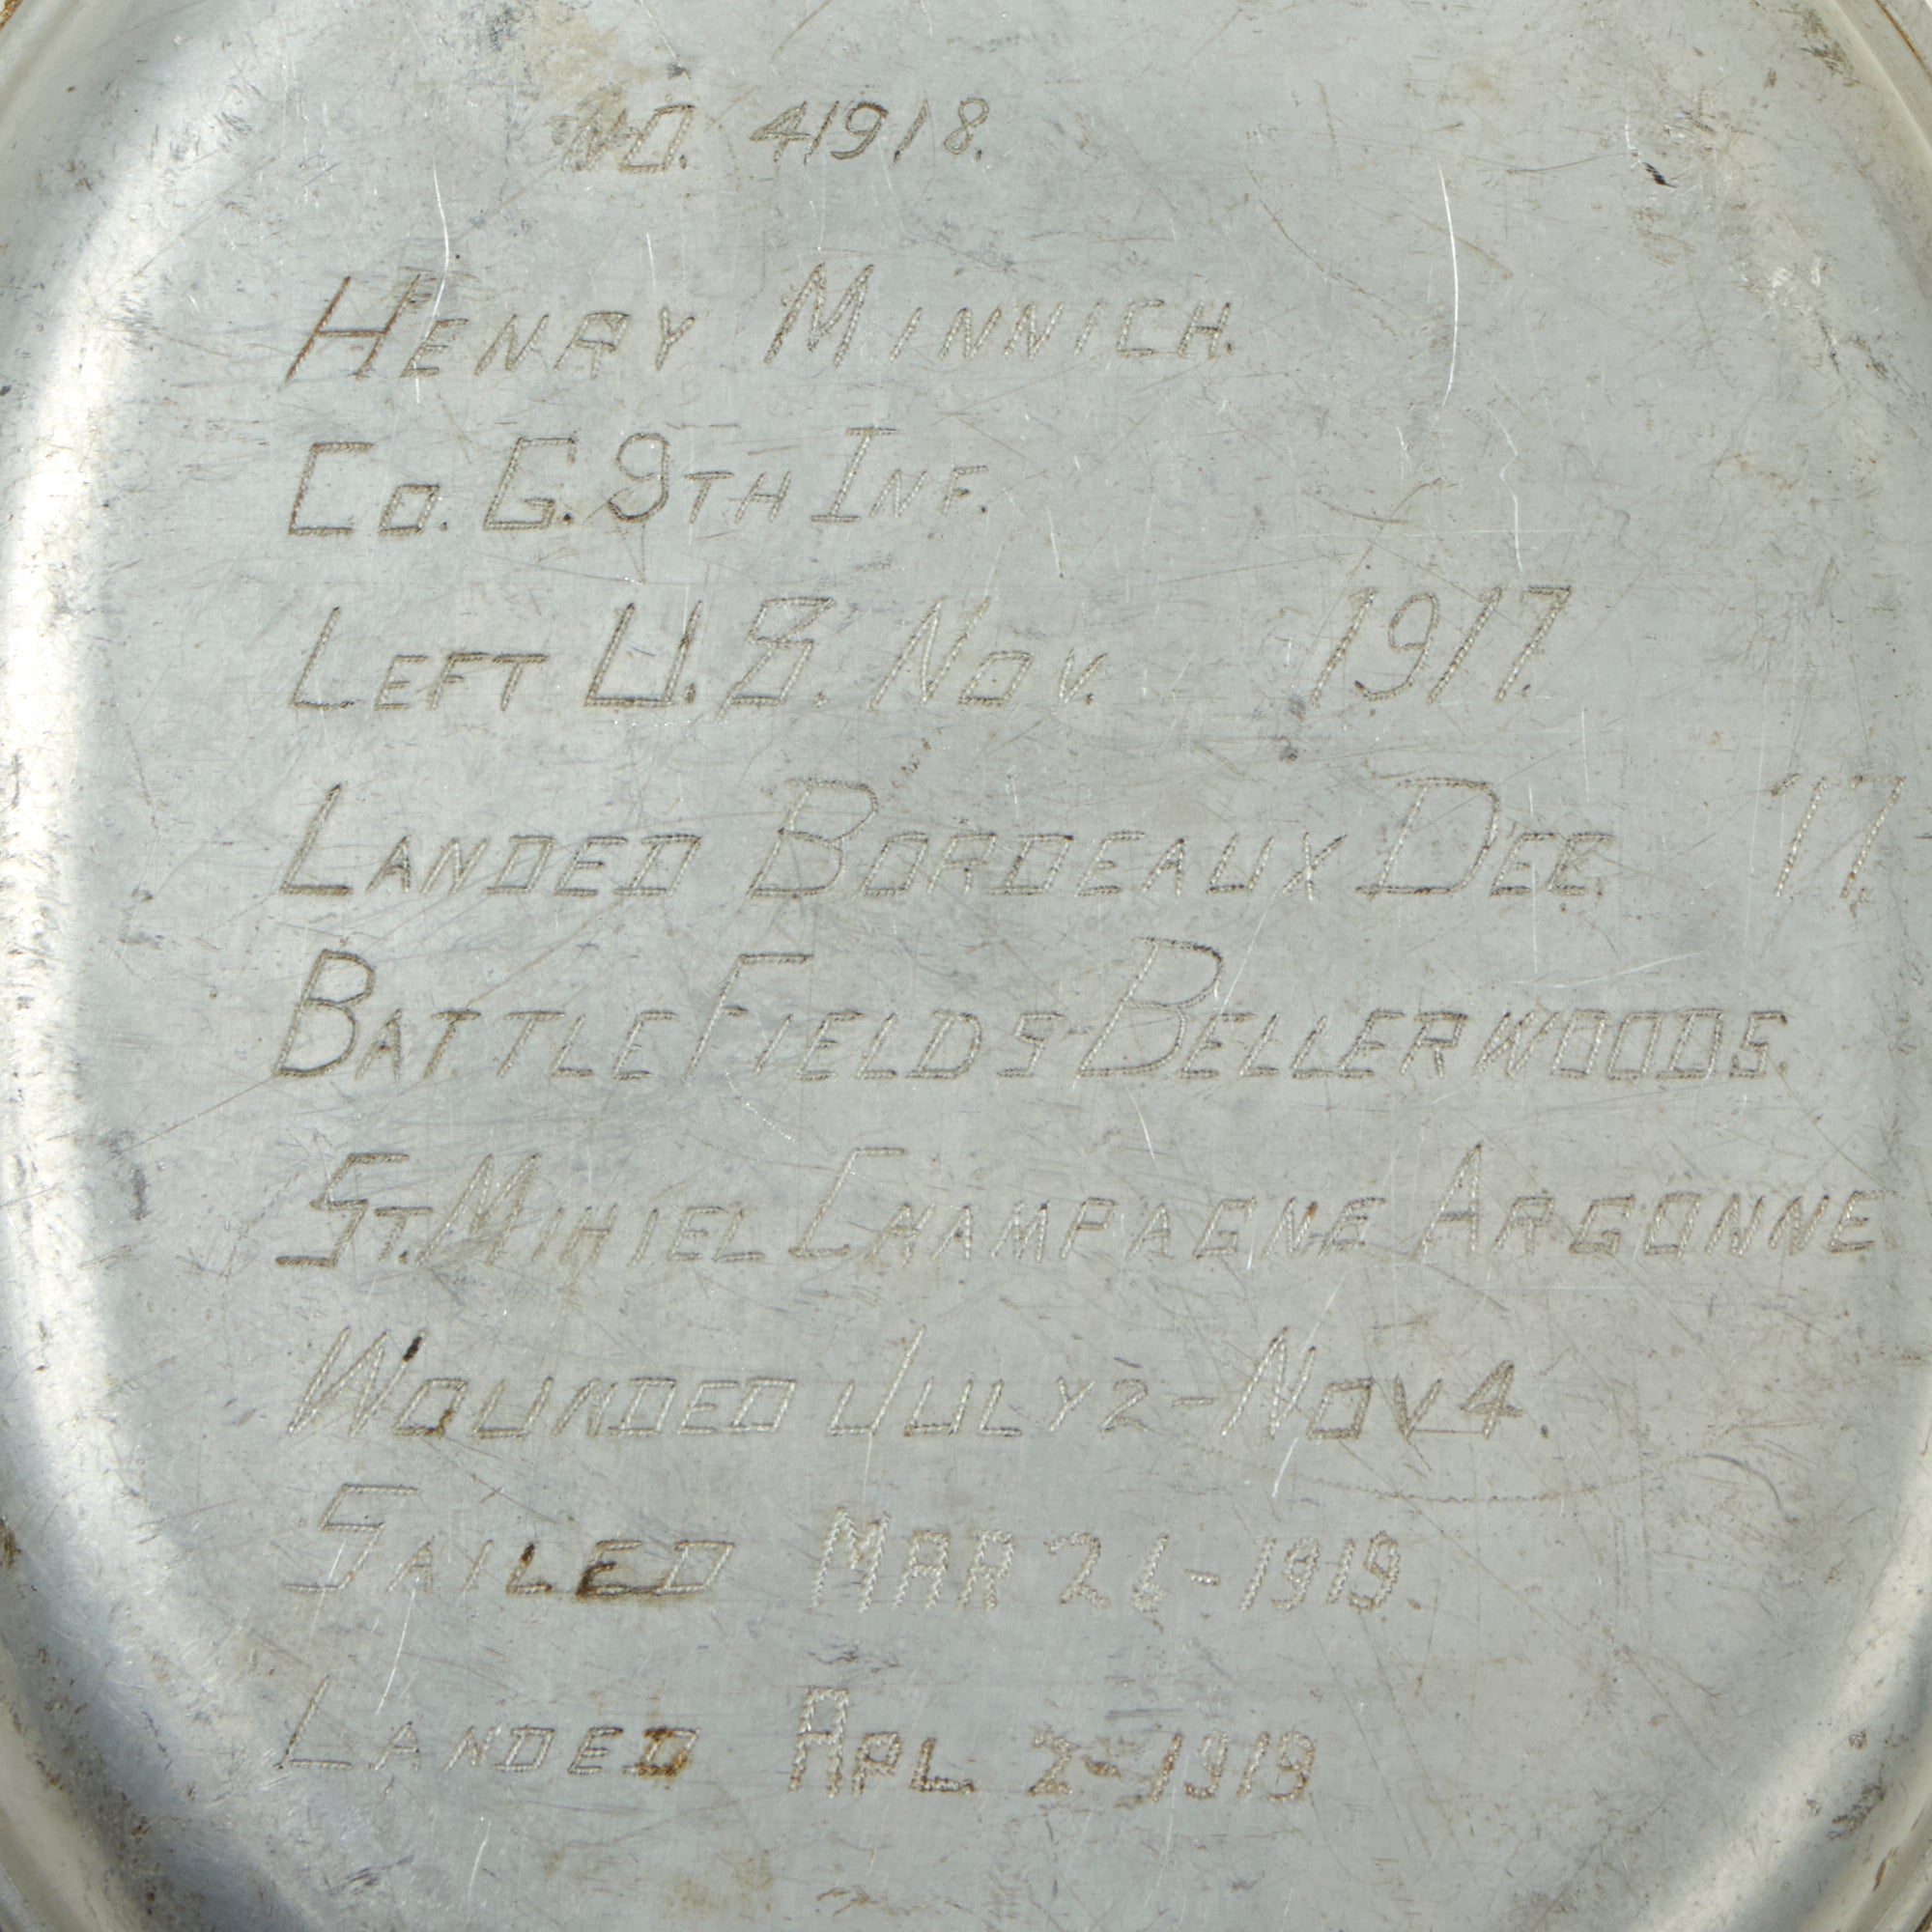 NO. 41918.
HENRY MINNICH.
CO. G. 9TH INF.
LEFT U.S. NOV. 1917.
LANDED BORDEAUX DEC. '17.
BATTLEFIELDS-BELLERWOODS.
ST. MIHIEL CHAMPAGNE ARGONNE
WOUNDED JULY 2-NOV 4.
SAILED MAR 26-1919.
LANDED APL. 2-1919